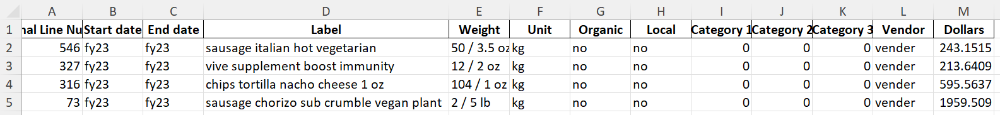 A B C D E F G H I J K L M
1 nal Line Nu Start date End date Label Weight Unit Organic Local Category 1 Category 2 Category 3 Vendor Dollars
2 546 fy23 fy23 sausage italian hot vegetarian 50 / 3.5 oz kg no no 0 0 0 vender 243.1515
3 327 fy23 fy23 vive supplement boost immunity 12 / 2 oz kg no no 0 0 0 vender 213.6409
4 316 fy23 fy23 chips tortilla nacho cheese 1 oz 104 / 1 oz kg no no 0 0 0 vender 595.5637
5 73 fy23 fy23 sausage chorizo sub crumble vegan plant 2 / 5 lb kg no no 0 0 0 vender 1959.509